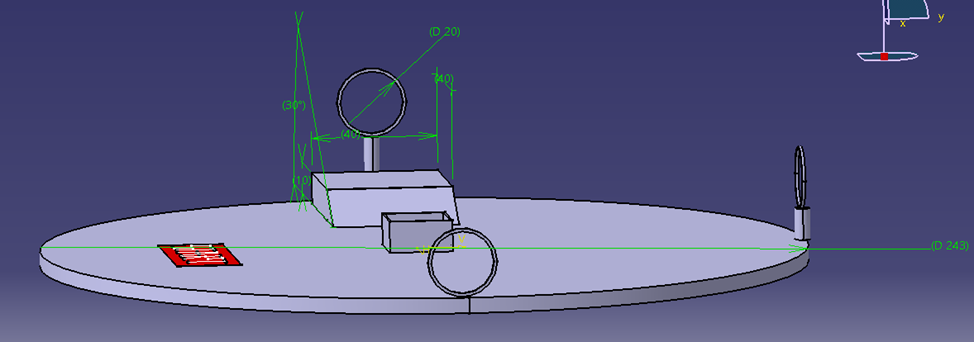 x
y
(D 20)
(40)
(30°)
(40)
(10)
(D 243)